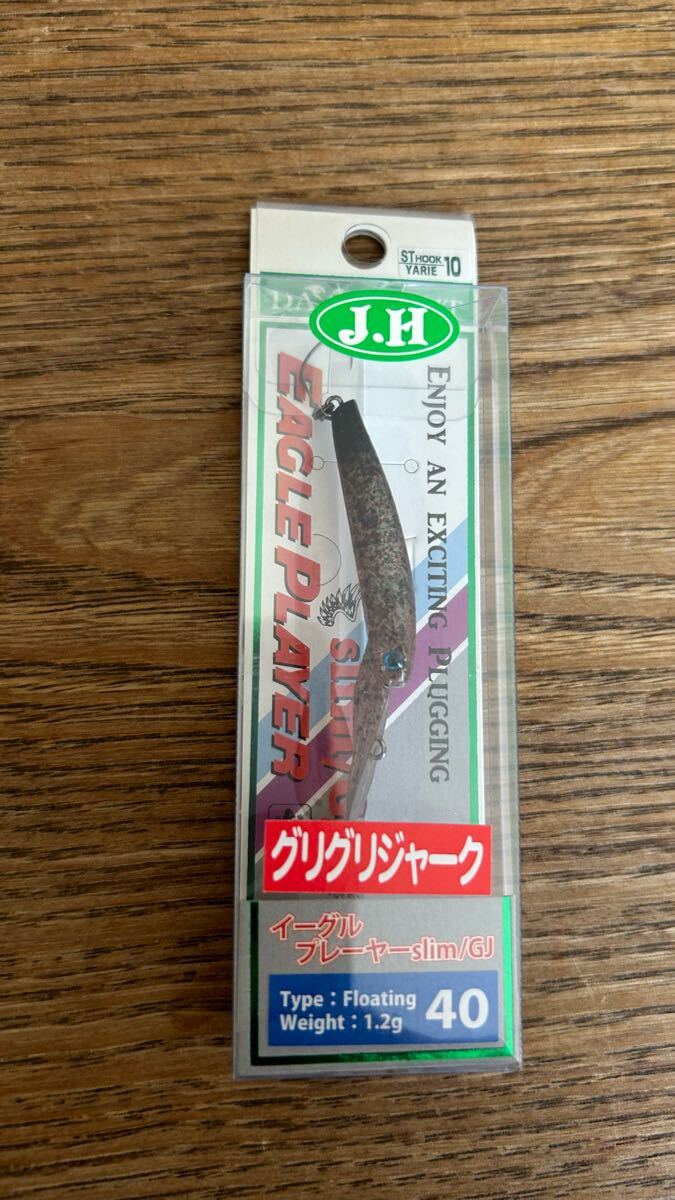 ST HOOK 10
YARIE
J.H
ENJOY AN EXCITING PLUGGING
EAGLE PLAYER
グリグリジャーク
イーグル
プレーヤーslim/GJ
Type：Floating
Weight：1.2g
40